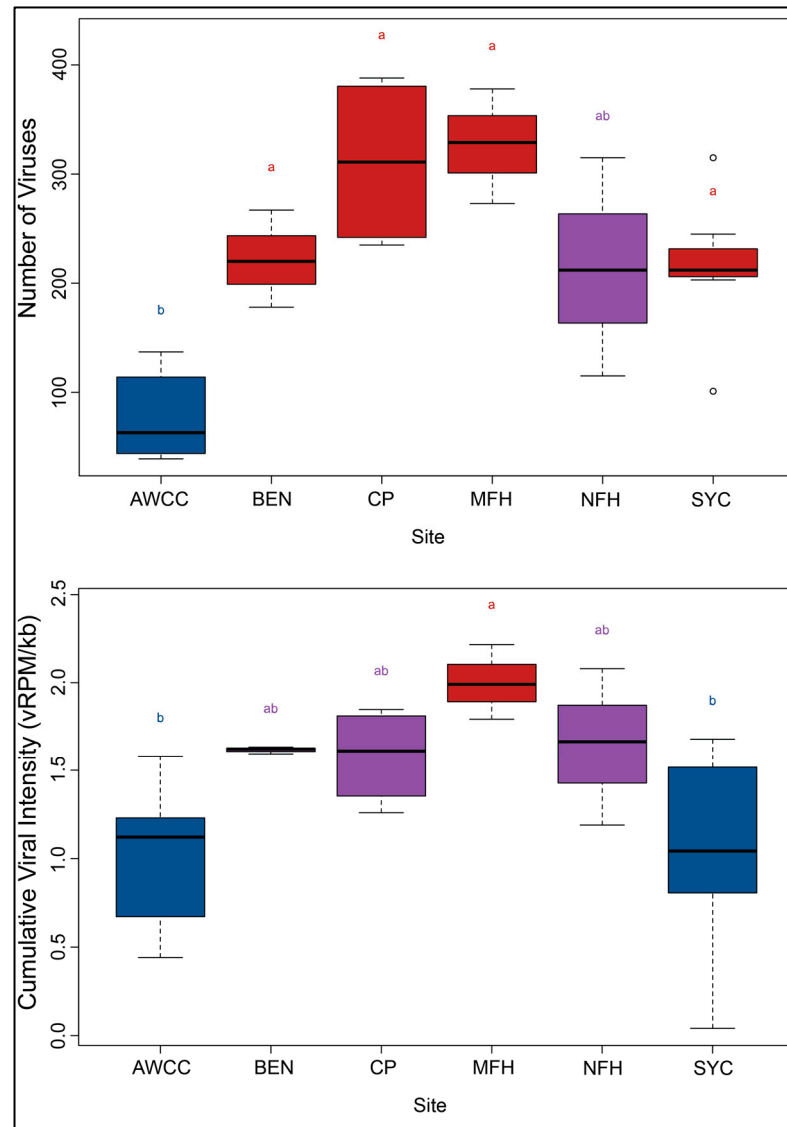 Number of Viruses
400
300
200
100
a
a
a
ab
a
b
AWCC BEN CP MFH NFH SYC
Site
Cumulative Viral Intensity (vRPM/kb)
2.5
2.0
1.5
1.0
0.5
0.0
a
ab
ab
ab
b
b
AWCC BEN CP MFH NFH SYC
Site